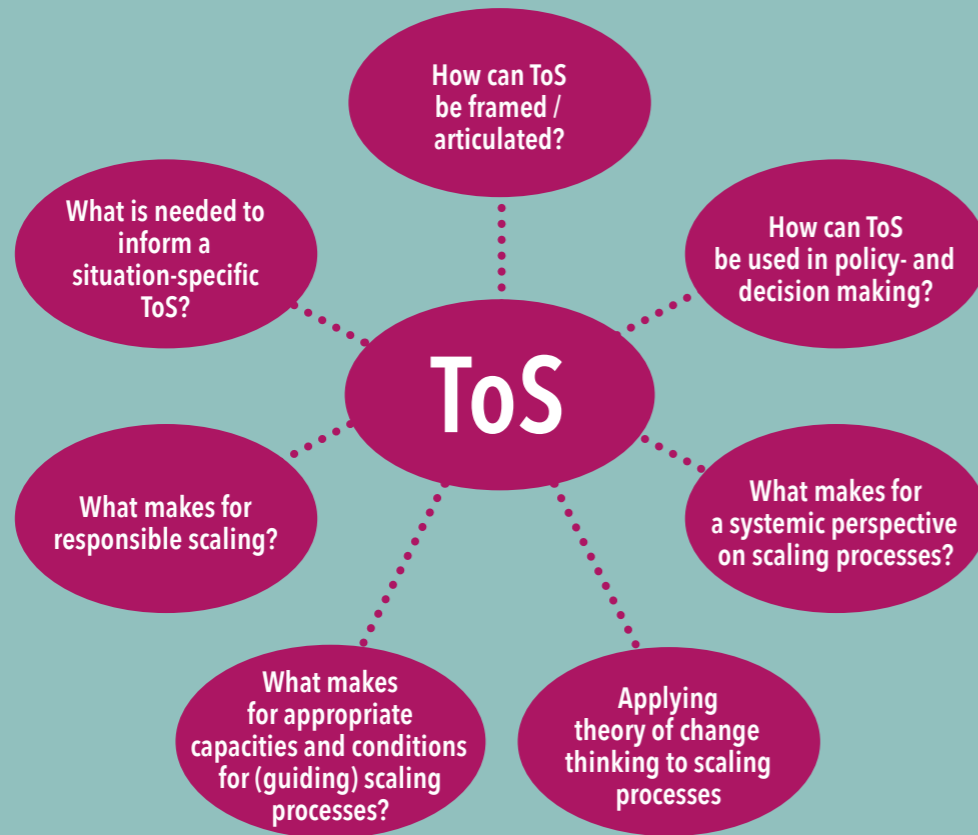 How can ToS
be framed /
articulated?
What is needed to
inform a
situation-specific
ToS?
How can ToS
be used in policy- and
decision making?
ToS
What makes for
responsible scaling?
What makes for
a systemic perspective
on scaling processes?
What makes
for appropriate
capacities and conditions
for (guiding) scaling
processes?
Applying
theory of change
thinking to scaling
processes